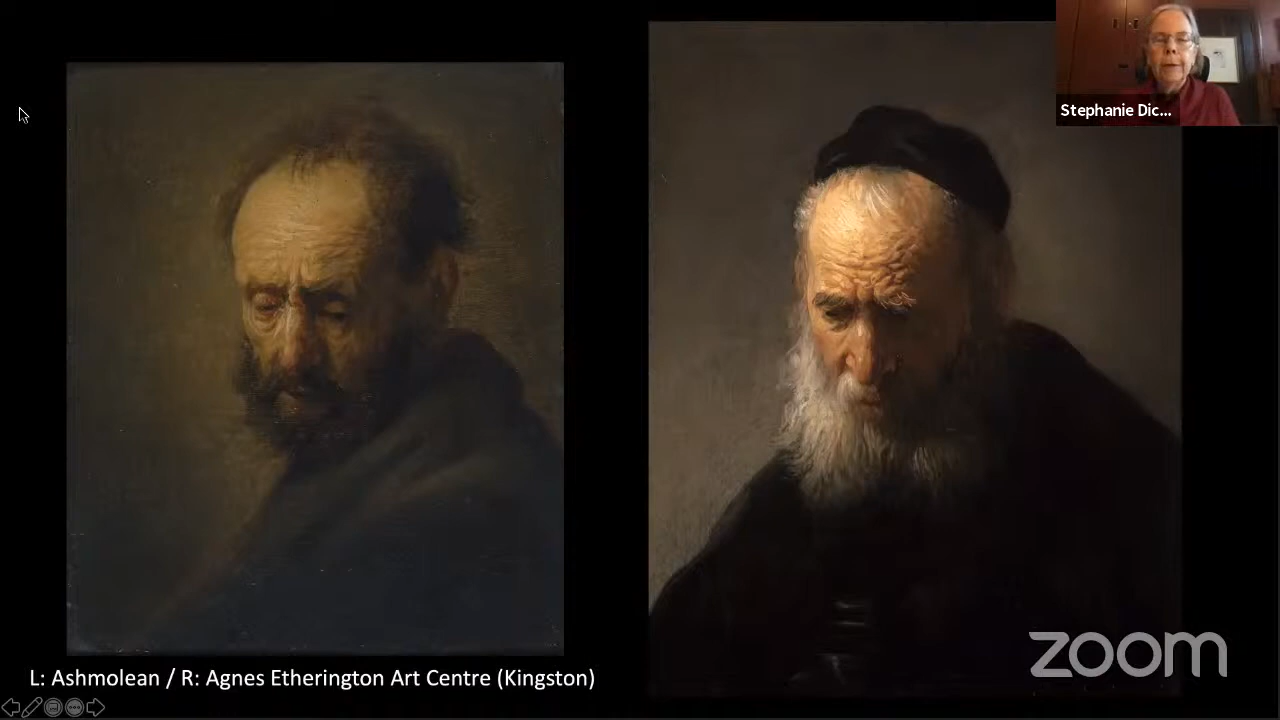 Stephanie Dic...
L: Ashmolean / R: Agnes Etherington Art Centre (Kingston)
zoom